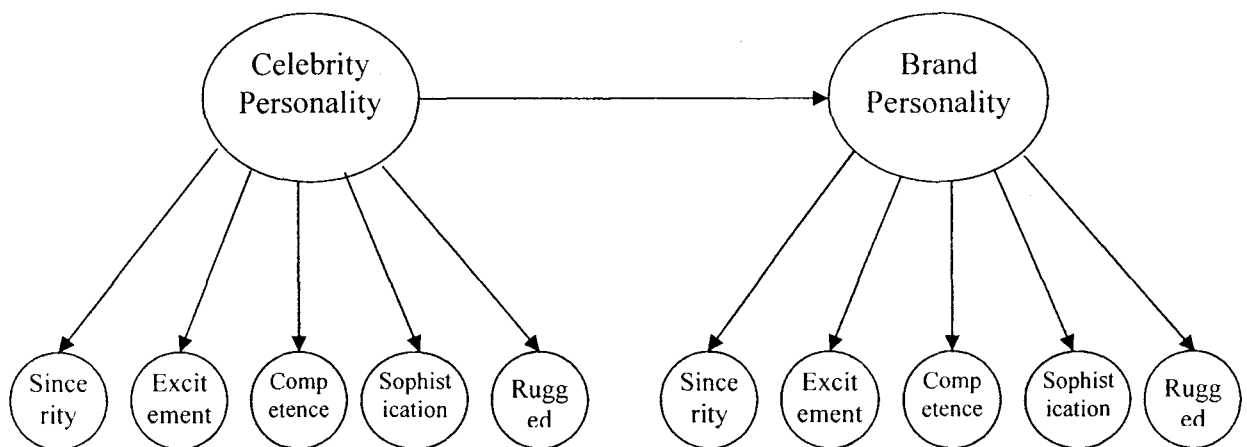 Celebrity
Personality
Brand
Personality
Since
rity
Excit
ement
Comp
etence
Sophist
ication
Rugg
ed
Since
rity
Excit
ement
Comp
etence
Sophist
ication
Rugg
ed